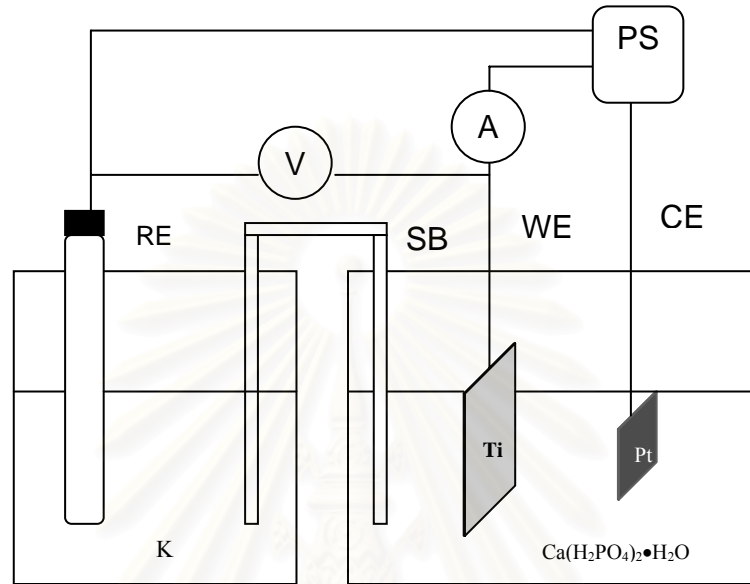 PS
A
V
RE
SB
WE
CE
Ti
Pt
K
Ca(H₂PO₄)₂•H₂O